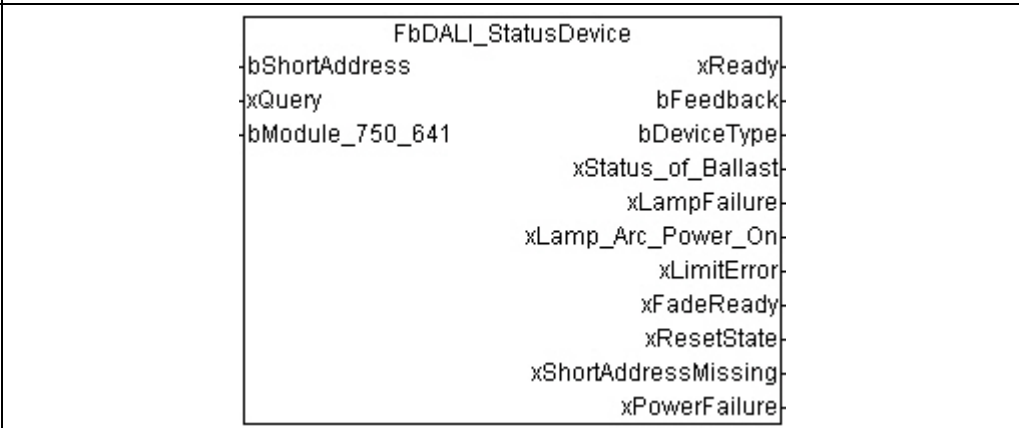 FbDALI_StatusDevice
bShortAddress xReady
xQuery bFeedback
bModule_750_641 bDeviceType
xStatus_of_Ballast
xLampFailure
xLamp_Arc_Power_On
xLimitError
xFadeReady
xResetState
xShortAddressMissing
xPowerFailure